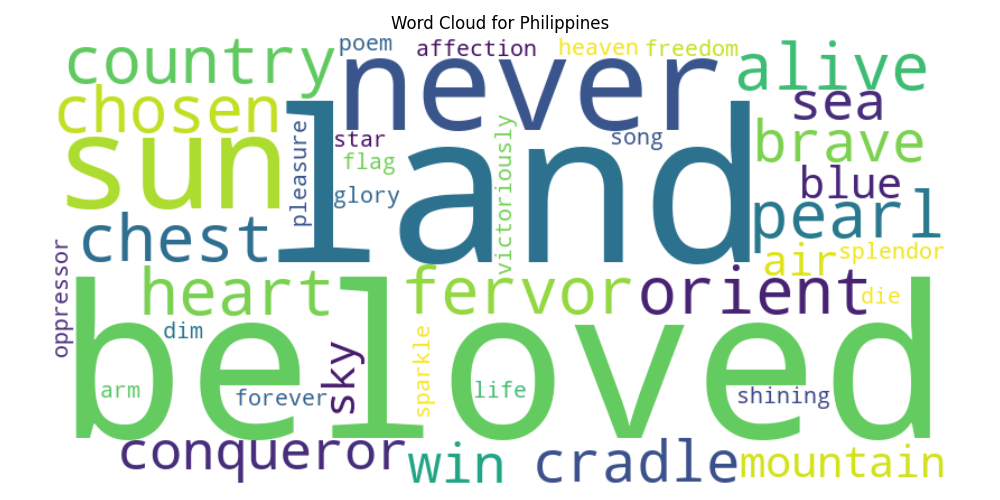 Word Cloud for Philippines
poem
affection
heaven
freedom
country
never
alive
chosen
sea
sun
land
pleasure
star
victoriously
song
brave
flag
blue
glory
pearl
chest
oppressor
air
splendor
heart
fervor
orient
die
beloved
dim
sky
sparkle
arm
forever
life
shining
conqueror
win
cradle
mountain